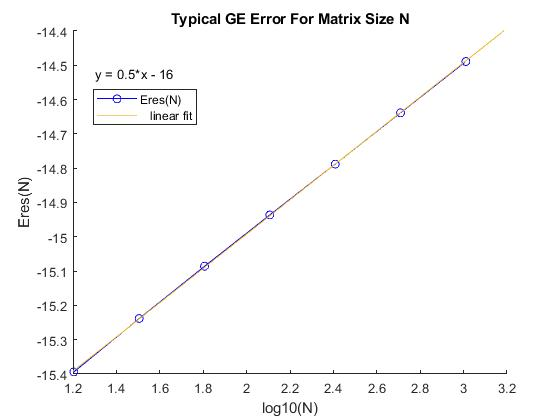 Typical GE Error For Matrix Size N
-14.4
-14.5
-14.6
-14.7
-14.8
-14.9
-15
-15.1
-15.2
-15.3
-15.4
Eres(N)
y = 0.5*x - 16
Eres(N)
linear fit
1.2 1.4 1.6 1.8 2 2.2 2.4 2.6 2.8 3 3.2
log10(N)